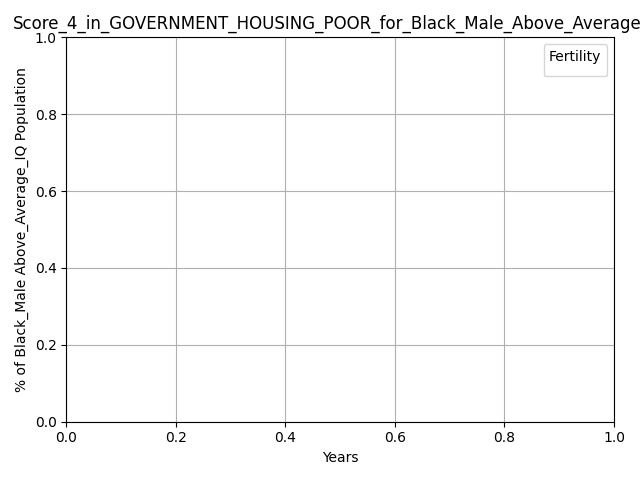 Score_4_in_GOVERNMENT_HOUSING_POOR_for_Black_Male_Above_Average
Fertility
% of Black_Male Above_Average_IQ Population
1.0
0.8
0.6
0.4
0.2
0.0
0.0 0.2 0.4 0.6 0.8 1.0
Years